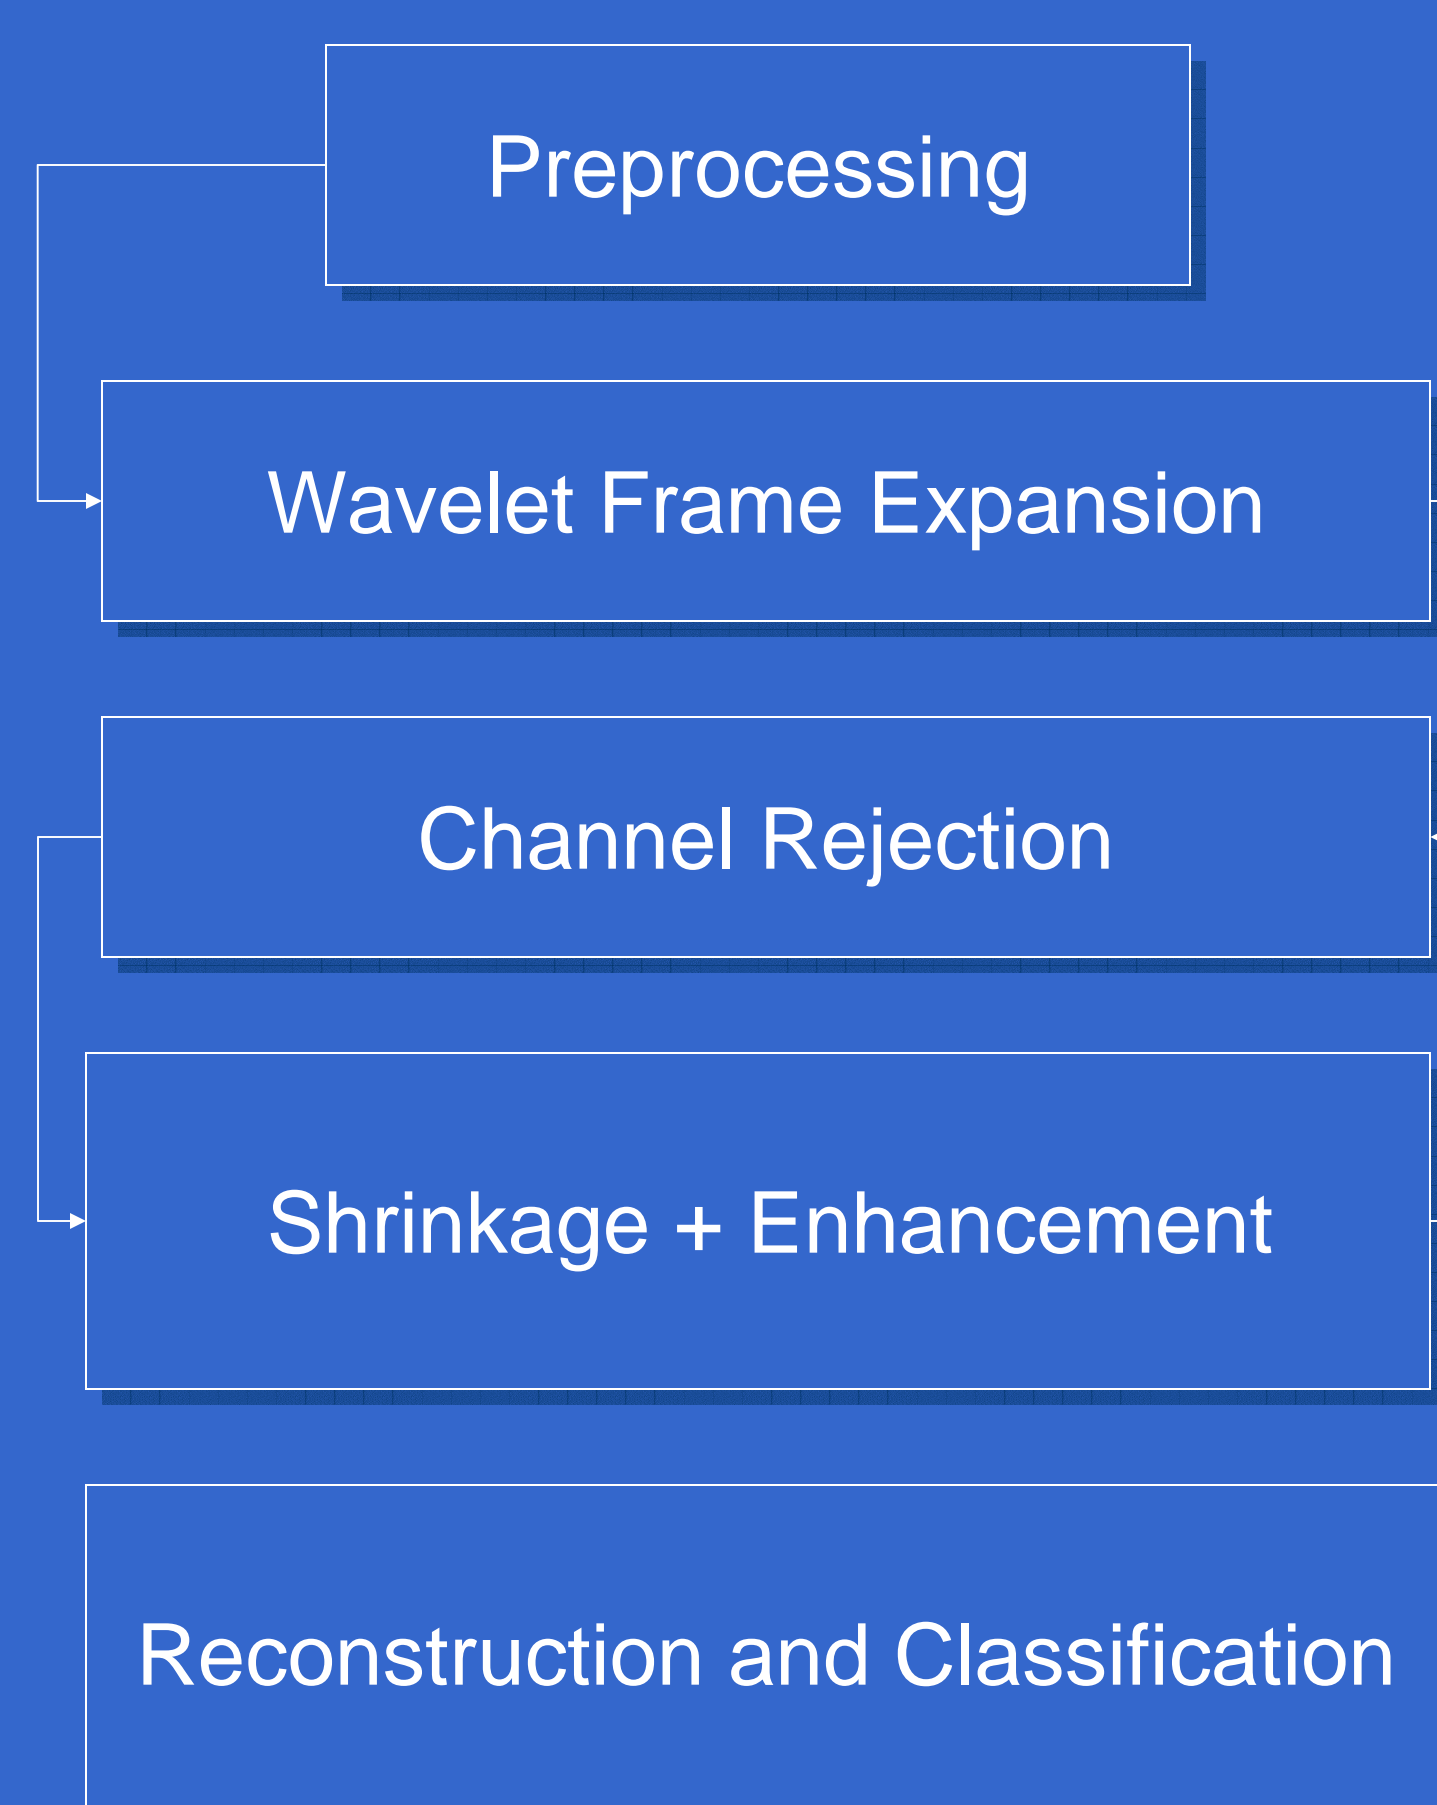 Preprocessing
Wavelet Frame Expansion
Channel Rejection
Shrinkage + Enhancement
Reconstruction and Classification